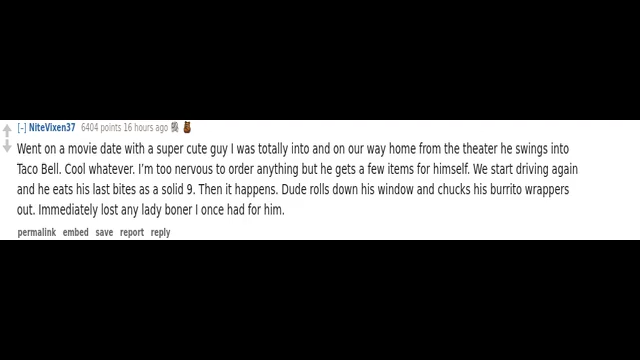 [-] NiteVixen37 6404 points 16 hours ago
Went on a movie date with a super cute guy I was totally into and on our way home from the theater he swings into
Taco Bell. Cool whatever. I'm too nervous to order anything but he gets a few items for himself. We start driving again
and he eats his last bites as a solid 9. Then it happens. Dude rolls down his window and chucks his burrito wrappers
out. Immediately lost any lady boner I once had for him.
permalink embed save report reply